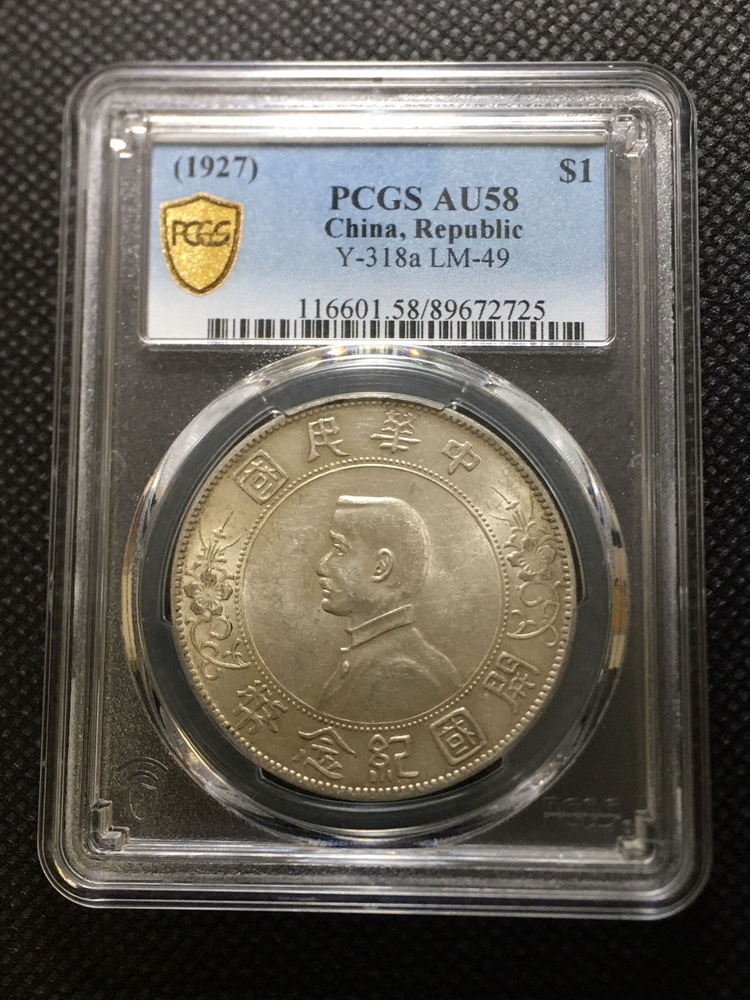 (1927)
$1
PCGS AU58
PCGS
China, Republic
Y-318a LM-49
116601.58/89672725
中華民國
開國紀念幣
PCGS